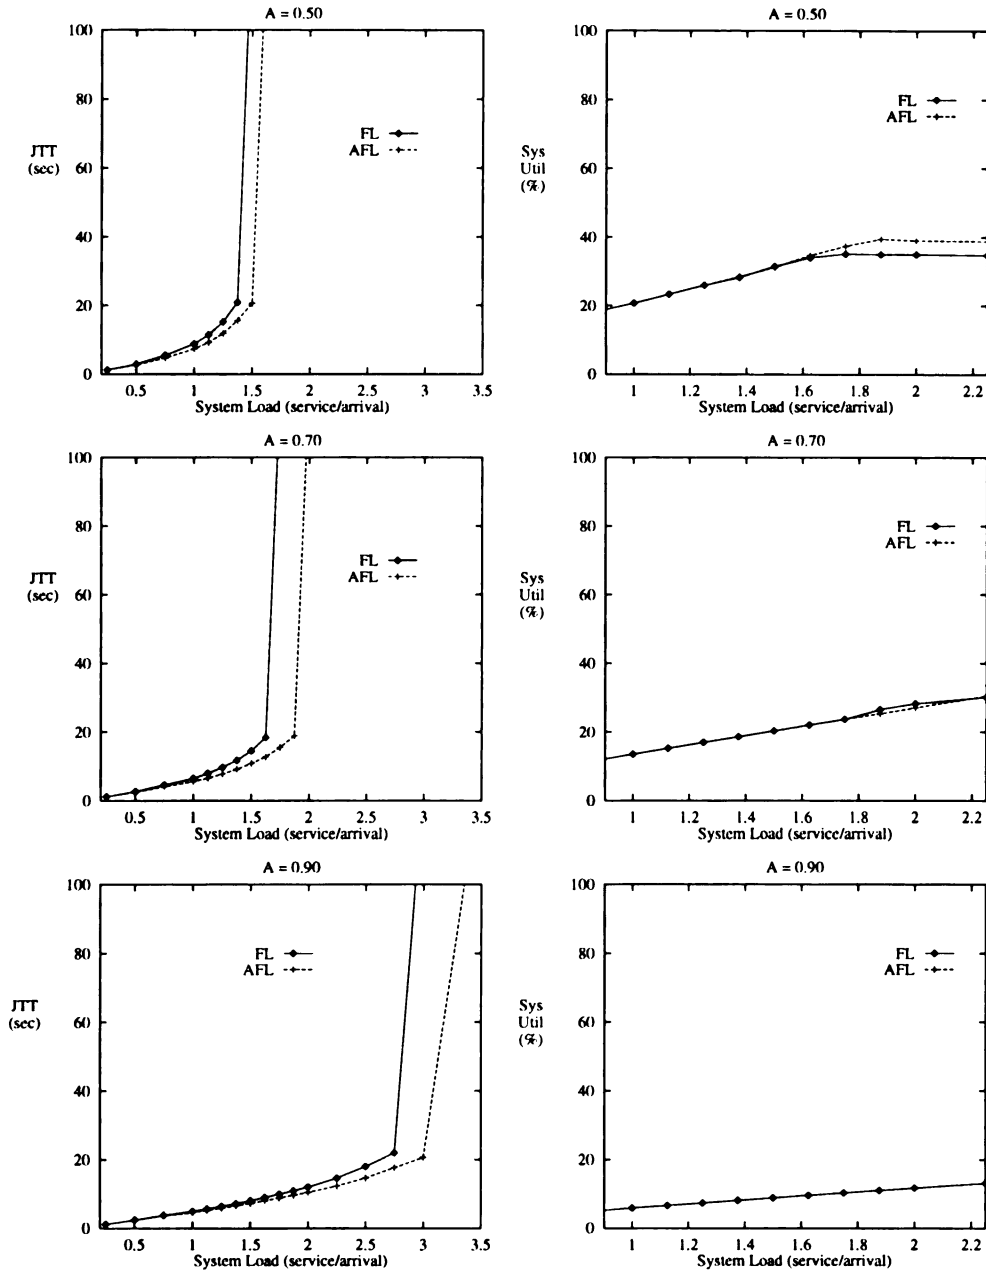 A = 0.50
100
80
60
40
20
0
JTT
(sec)
FL
AFL
0.5 1 1.5 2 2.5 3 3.5
System Load (service/arrival)
A = 0.50
100
80
60
40
20
0
Sys
Util
(%)
FL
AFL
1 1.2 1.4 1.6 1.8 2 2.2
System Load (service/arrival)
A = 0.70
100
80
60
40
20
0
JTT
(sec)
FL
AFL
0.5 1 1.5 2 2.5 3 3.5
System Load (service/arrival)
A = 0.70
100
80
60
40
20
0
Sys
Util
(%)
FL
AFL
1 1.2 1.4 1.6 1.8 2 2.2
System Load (service/arrival)
A = 0.90
100
80
60
40
20
0
JTT
(sec)
FL
AFL
0.5 1 1.5 2 2.5 3 3.5
System Load (service/arrival)
A = 0.90
100
80
60
40
20
0
Sys
Util
(%)
FL
AFL
1 1.2 1.4 1.6 1.8 2 2.2
System Load (service/arrival)